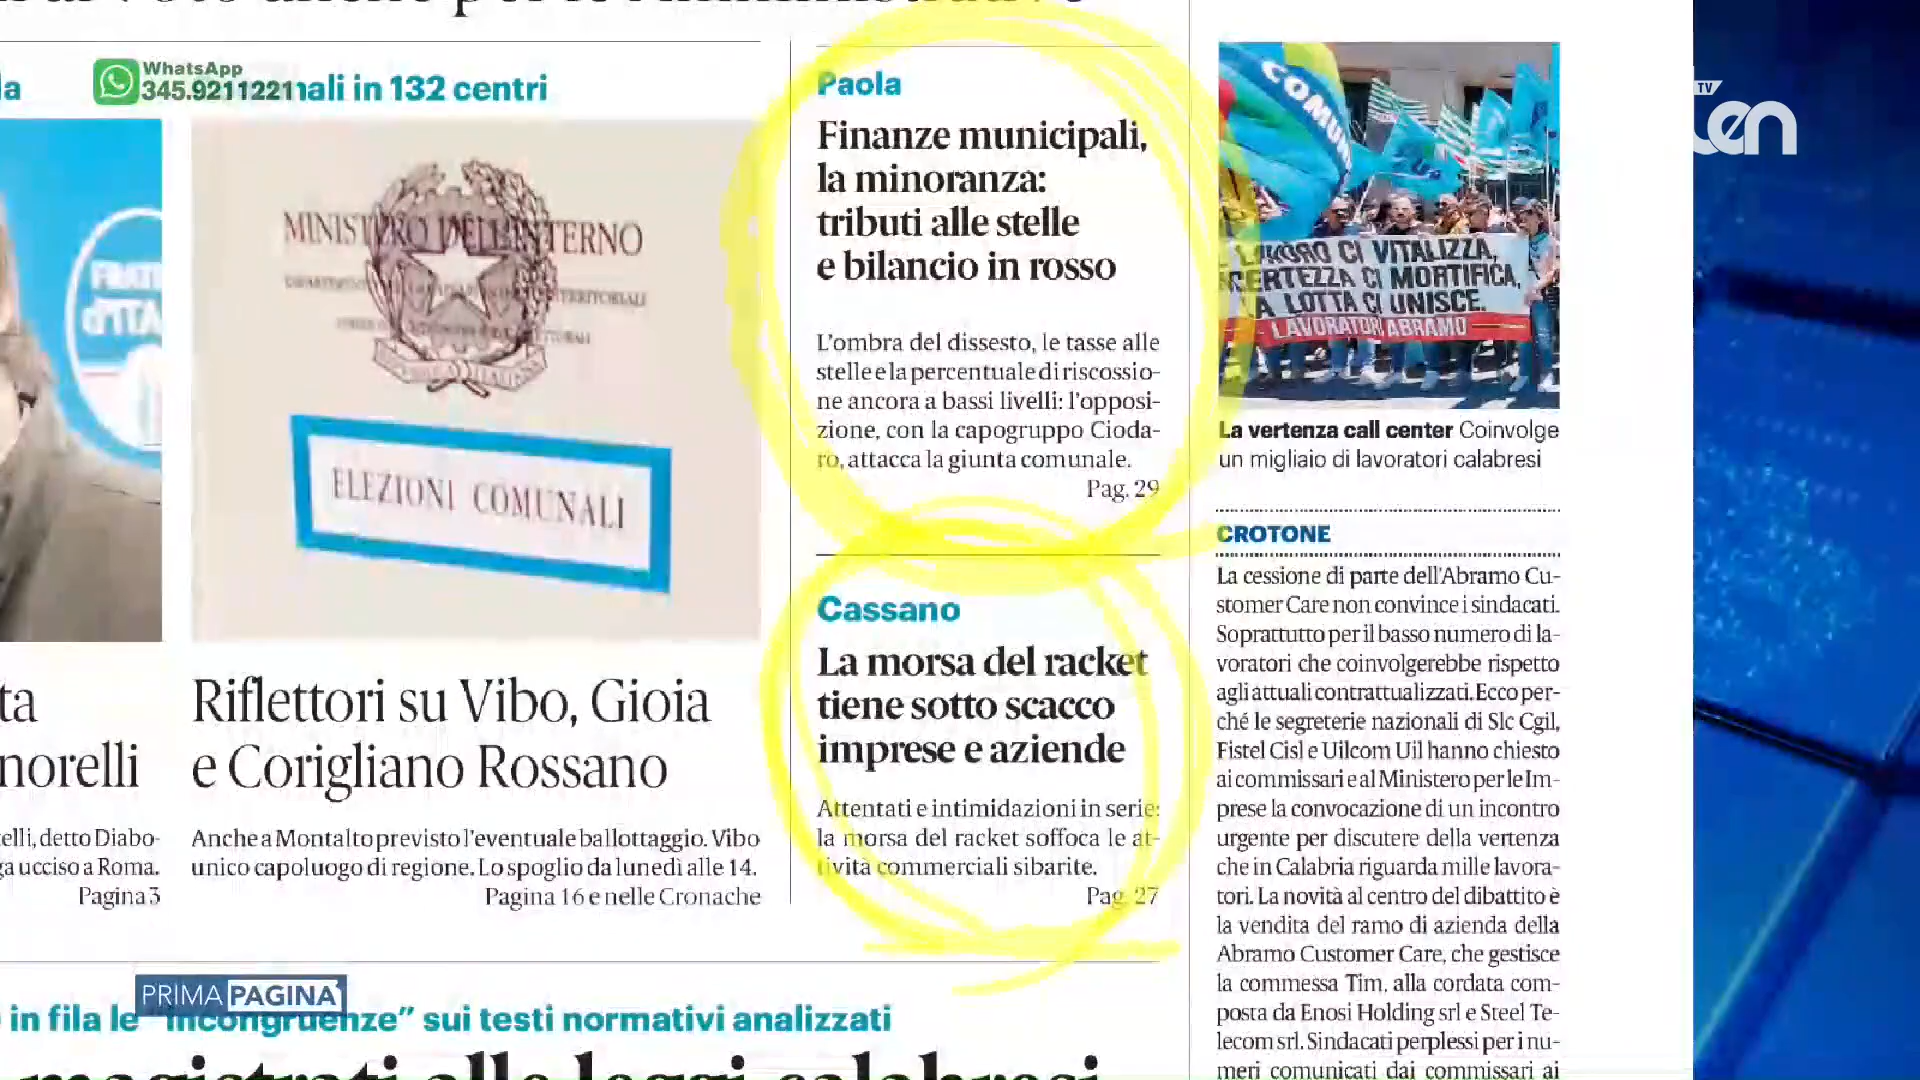 la
WhatsApp
345.9211221
nali in 132 centri
FRATE
d'ITA
MINISTERO DELL'INTERNO
ELEZIONI COMUNALI
ta
norelli
elli, detto Diabo-
ga ucciso a Roma.
Pagina 3
Riflettori su Vibo, Gioia
e Corigliano Rossano
Anche a Montalto previsto l'eventuale ballottaggio. Vibo
unico capoluogo di regione. Lo spoglio da lunedì alle 14.
Pagina 16 e nelle Cronache
Paola
Finanze municipali,
la minoranza:
tributi alle stelle
e bilancio in rosso
L'ombra del dissesto, le tasse alle
stelle e la percentuale di riscossio-
ne ancora a bassi livelli: l'opposi-
zione, con la capogruppo Cioda-
ro, attacca la giunta comunale.
Pag. 29
Cassano
La morsa del racket
tiene sotto scacco
imprese e aziende
Attentati e intimidazioni in serie:
la morsa del racket soffoca le at-
tività commerciali sibarite.
Pag. 27
COMUN
LAVORO CI VITALIZZA,
CERTEZZA CI MORTIFICA,
A LOTTA CI UNISCE.
LAVORATORI ABRAMO
La vertenza call center Coinvolge
un migliaio di lavoratori calabresi
CROTONE
La cessione di parte dell'Abramo Cu-
stomer Care non convince i sindacati.
Soprattutto per il basso numero di la-
voratori che coinvolgerebbe rispetto
agli attuali contrattualizzati. Ecco per-
ché le segreterie nazionali di Slc Cgil,
Fistel Cisl e Uilcom Uil hanno chiesto
ai commissari e al Ministero per le Im-
prese la convocazione di un incontro
urgente per discutere della vertenza
che in Calabria riguarda mille lavora-
tori. La novità al centro del dibattito è
la vendita del ramo di azienda della
Abramo Customer Care, che gestisce
la commessa Tim, alla cordata com-
posta da Enosi Holding srl e Steel Te-
lecom srl. Sindacati perplessi per i nu-
meri comunicati dai commissari ai
TV
ten
PRIMA PAGINA
in fila le "incongruenze" sui testi normativi analizzati
magistrati alle leggi calabresi